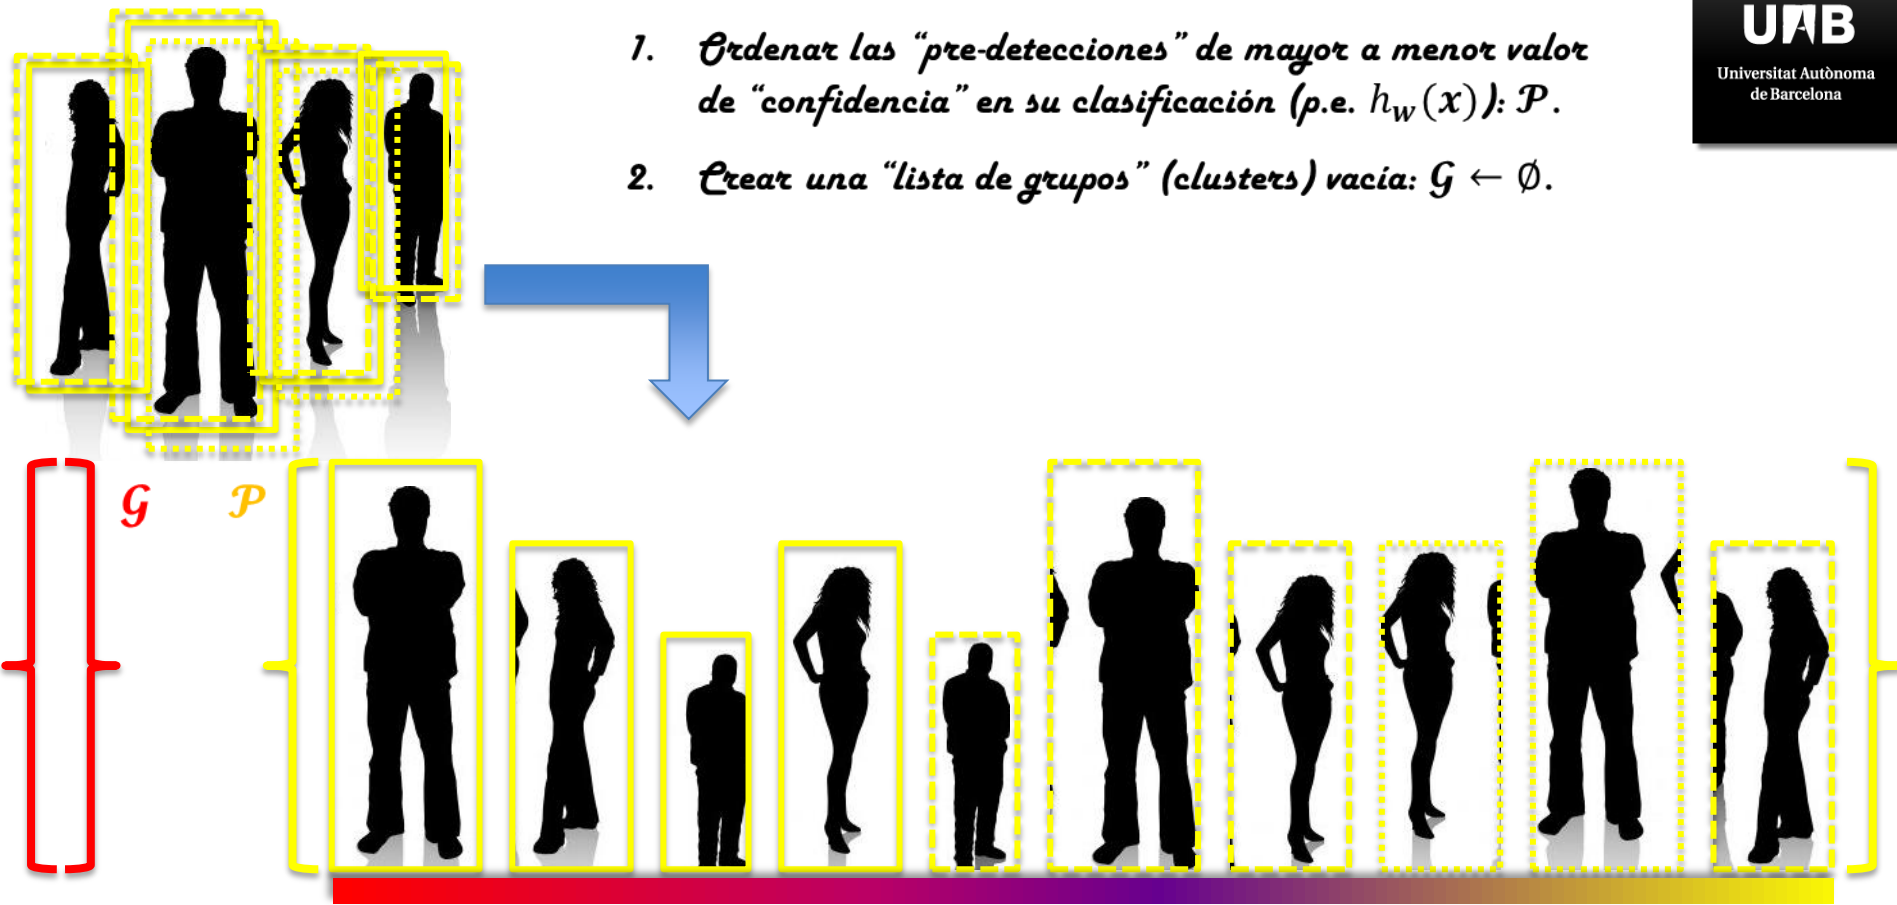 1. Ordenar las “pre-detecciones” de mayor a menor valor
de “confidencia” en su clasificación (p.e. h_w(x)): 𝒫.
2. Crear una “lista de grupos” (clusters) vacía: 𝒢 ← ∅.
UAB
Universitat Autònoma
de Barcelona
𝒢 𝒫